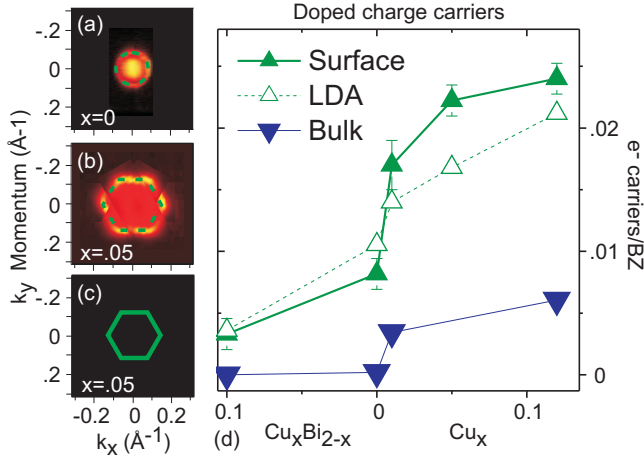 Doped charge carriers
(a)
x=0
(b)
x=.05
(c)
x=.05
-.2
0
.2
-.2
0
.2
-.2
0
.2
ky Momentum (Å-1)
-0.2
0
0.2
kx (Å-1)
(d)
Surface
LDA
Bulk
.02
.01
0
e- carriers/BZ
0.1
0
0.1
CuxBi2-x
Cux